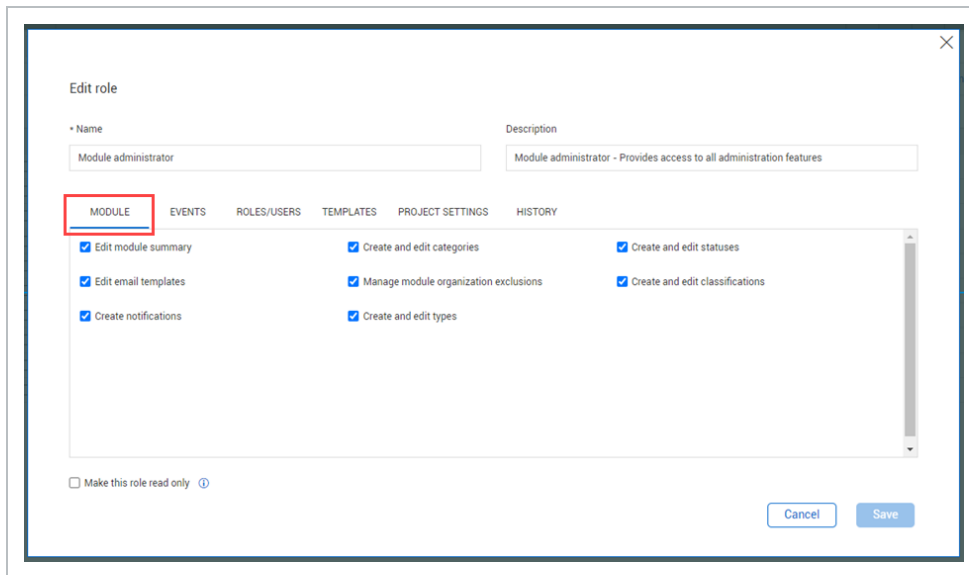 Edit role
* Name
Description
Module administrator
Module administrator - Provides access to all administration features
MODULE EVENTS ROLES/USERS TEMPLATES PROJECT SETTINGS HISTORY
Edit module summary Create and edit categories Create and edit statuses
Edit email templates Manage module organization exclusions Create and edit classifications
Create notifications Create and edit types
Make this role read only
Cancel Save